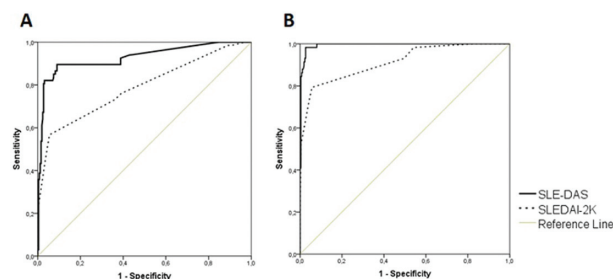 A
B
1,0
0,8
0,6
0,4
0,2
0,0
Sensitivity
0,0 0,2 0,4 0,6 0,8 1,0
1 - Specificity
1,0
0,8
0,6
0,4
0,2
0,0
Sensitivity
0,0 0,2 0,4 0,6 0,8 1,0
1 - Specificity
SLE-DAS
SLEDAI-2K
Reference Line